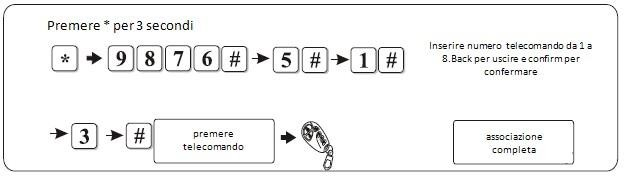 Premere * per 3 secondi
* 9 8 7 6 # 5 # 1 #
Inserire numero telecomando da 1 a
8.Back per uscire e confirm per
confermare
3 # premere
telecomando
associazione
completa